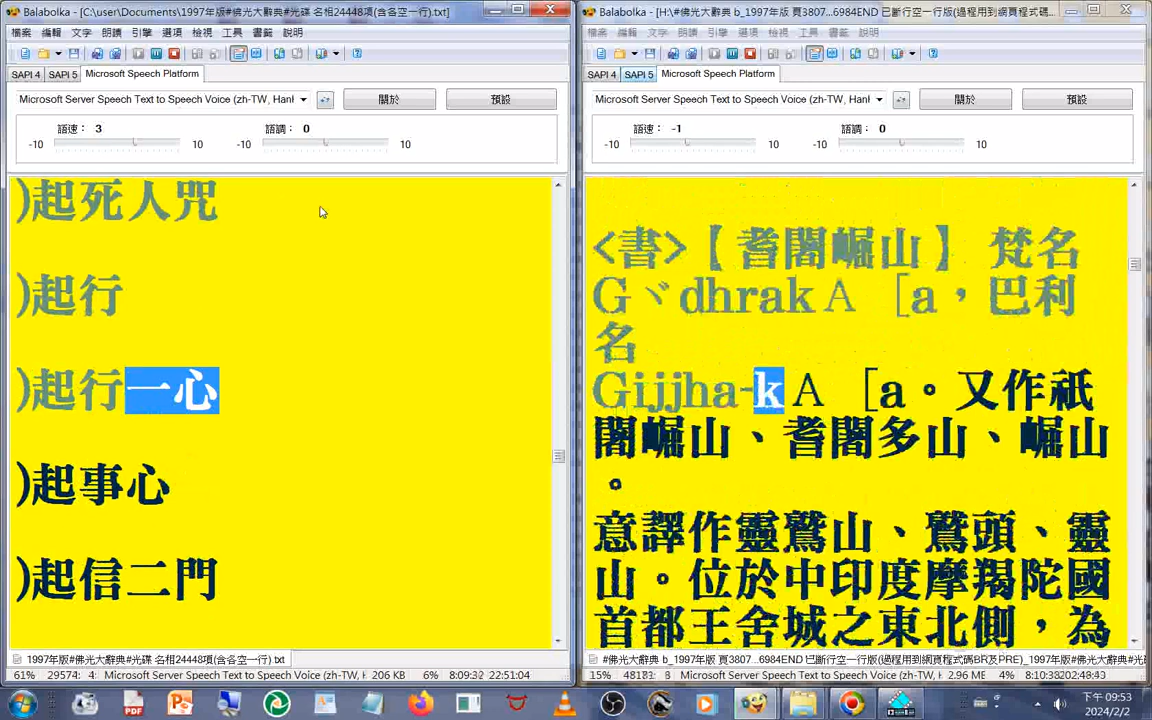 Balabolka - [C:\user\Documents\1997年版#佛光大辭典#光碟 名相24448項(含各空一行).txt]
檔案 編輯 文字 朗讀 引擎 選項 檢視 工具 書籤 說明
SAPI 4 SAPI 5 Microsoft Speech Platform
Microsoft Server Speech Text to Speech Voice (zh-TW, Han 關於 預設
語速： 3 語調： 0
-10 10 -10 10
)起死人咒
)起行
)起行一心
)起事心
)起信二門
1997年版#佛光大辭典#光碟 名相24448項(含各空一行).txt
61% 29574: 4: Microsoft Server Speech Text to Speech Voice (zh-TW, H 206 KB 6% 8:09:32 22:51:04
Balabolka - [H:\#佛光大辭典 b_1997年版 頁3807...6984END 已斷行空一行版(過程用到網頁程式碼...
檔案 編輯 文字 朗讀 引擎 選項 檢視 工具 書籤 說明
SAPI 4 SAPI 5 Microsoft Speech Platform
Microsoft Server Speech Text to Speech Voice (zh-TW, Han 關於 預設
語速： -1 語調： 0
-10 10 -10 10
<書>【耆闍崛山】 梵名
GヾdhrakA [a，巴利
名
Gijjha-kA [a。又作祇
闍崛山、耆闍多山、崛山
。
意譯作靈鷲山、鷲頭、靈
山。位於中印度摩羯陀國
首都王舍城之東北側，為
#佛光大辭典 b_1997年版 頁3807...6984END 已斷行空一行版(過程用到網頁程式碼BR及PRE)_1997年版#光
15% Microsoft Server Speech Text to Speech Voice (zh-TW, H 2.96 MB 4%
下午 09:53
2024/2/2